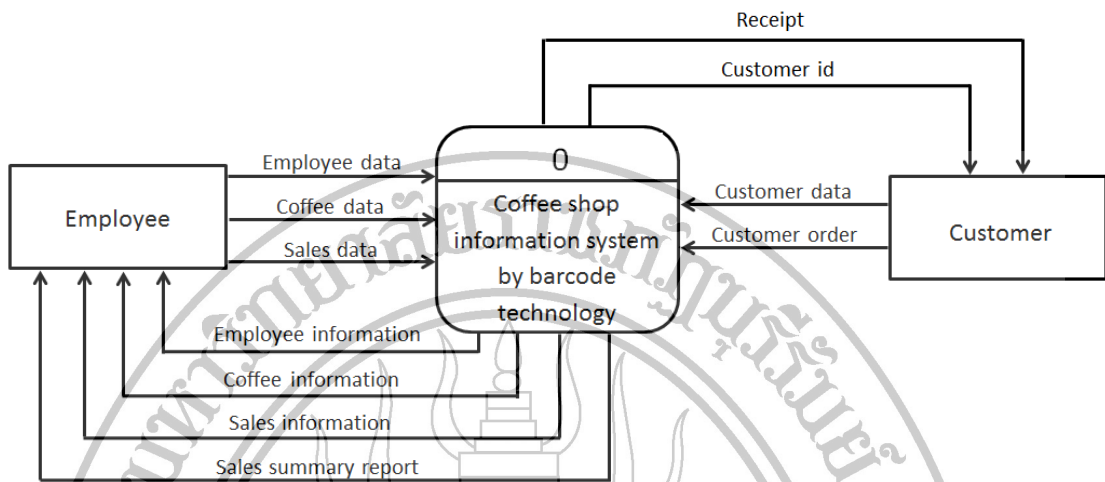 Receipt
Customer id
0
Employee data
Coffee data
Sales data
Employee
Coffee shop
information system
by barcode
technology
Customer data
Customer order
Customer
Employee information
Coffee information
Sales information
Sales summary report